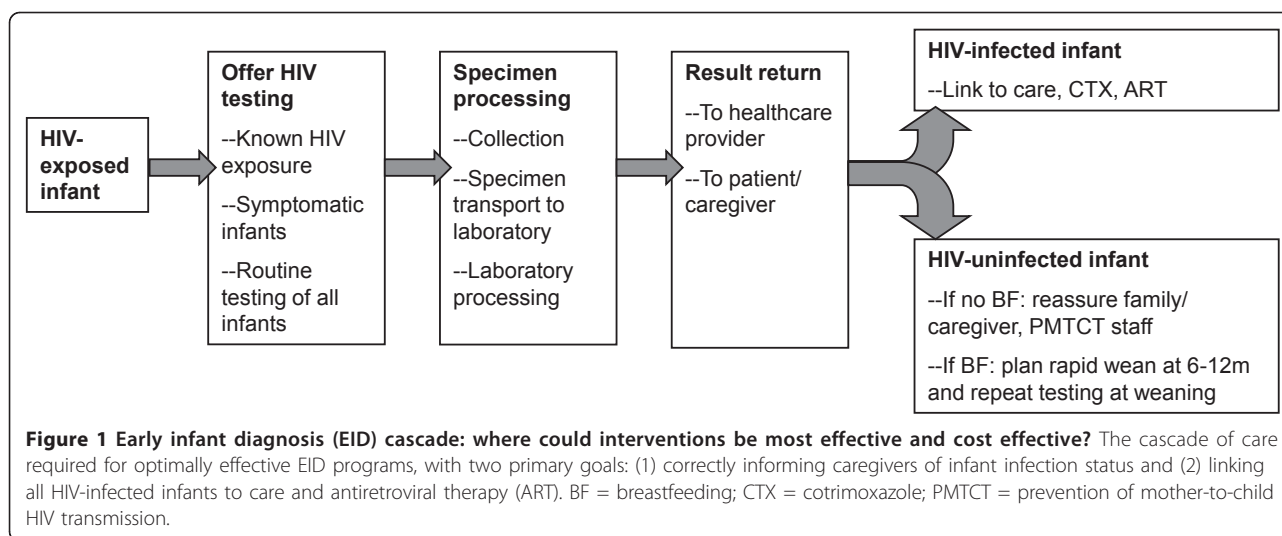 HIV-
exposed
infant
Offer HIV
testing
--Known HIV
exposure
--Symptomatic
infants
--Routine
testing of all
infants
Specimen
processing
--Collection
--Specimen
transport to
laboratory
--Laboratory
processing
Result return
--To healthcare
provider
--To patient/
caregiver
HIV-infected infant
--Link to care, CTX, ART
HIV-uninfected infant
--If no BF: reassure family/
caregiver, PMTCT staff
--If BF: plan rapid wean at 6-12m
and repeat testing at weaning
Figure 1 Early infant diagnosis (EID) cascade: where could interventions be most effective and cost effective? The cascade of care
required for optimally effective EID programs, with two primary goals: (1) correctly informing caregivers of infant infection status and (2) linking
all HIV-infected infants to care and antiretroviral therapy (ART). BF = breastfeeding; CTX = cotrimoxazole; PMTCT = prevention of mother-to-child
HIV transmission.